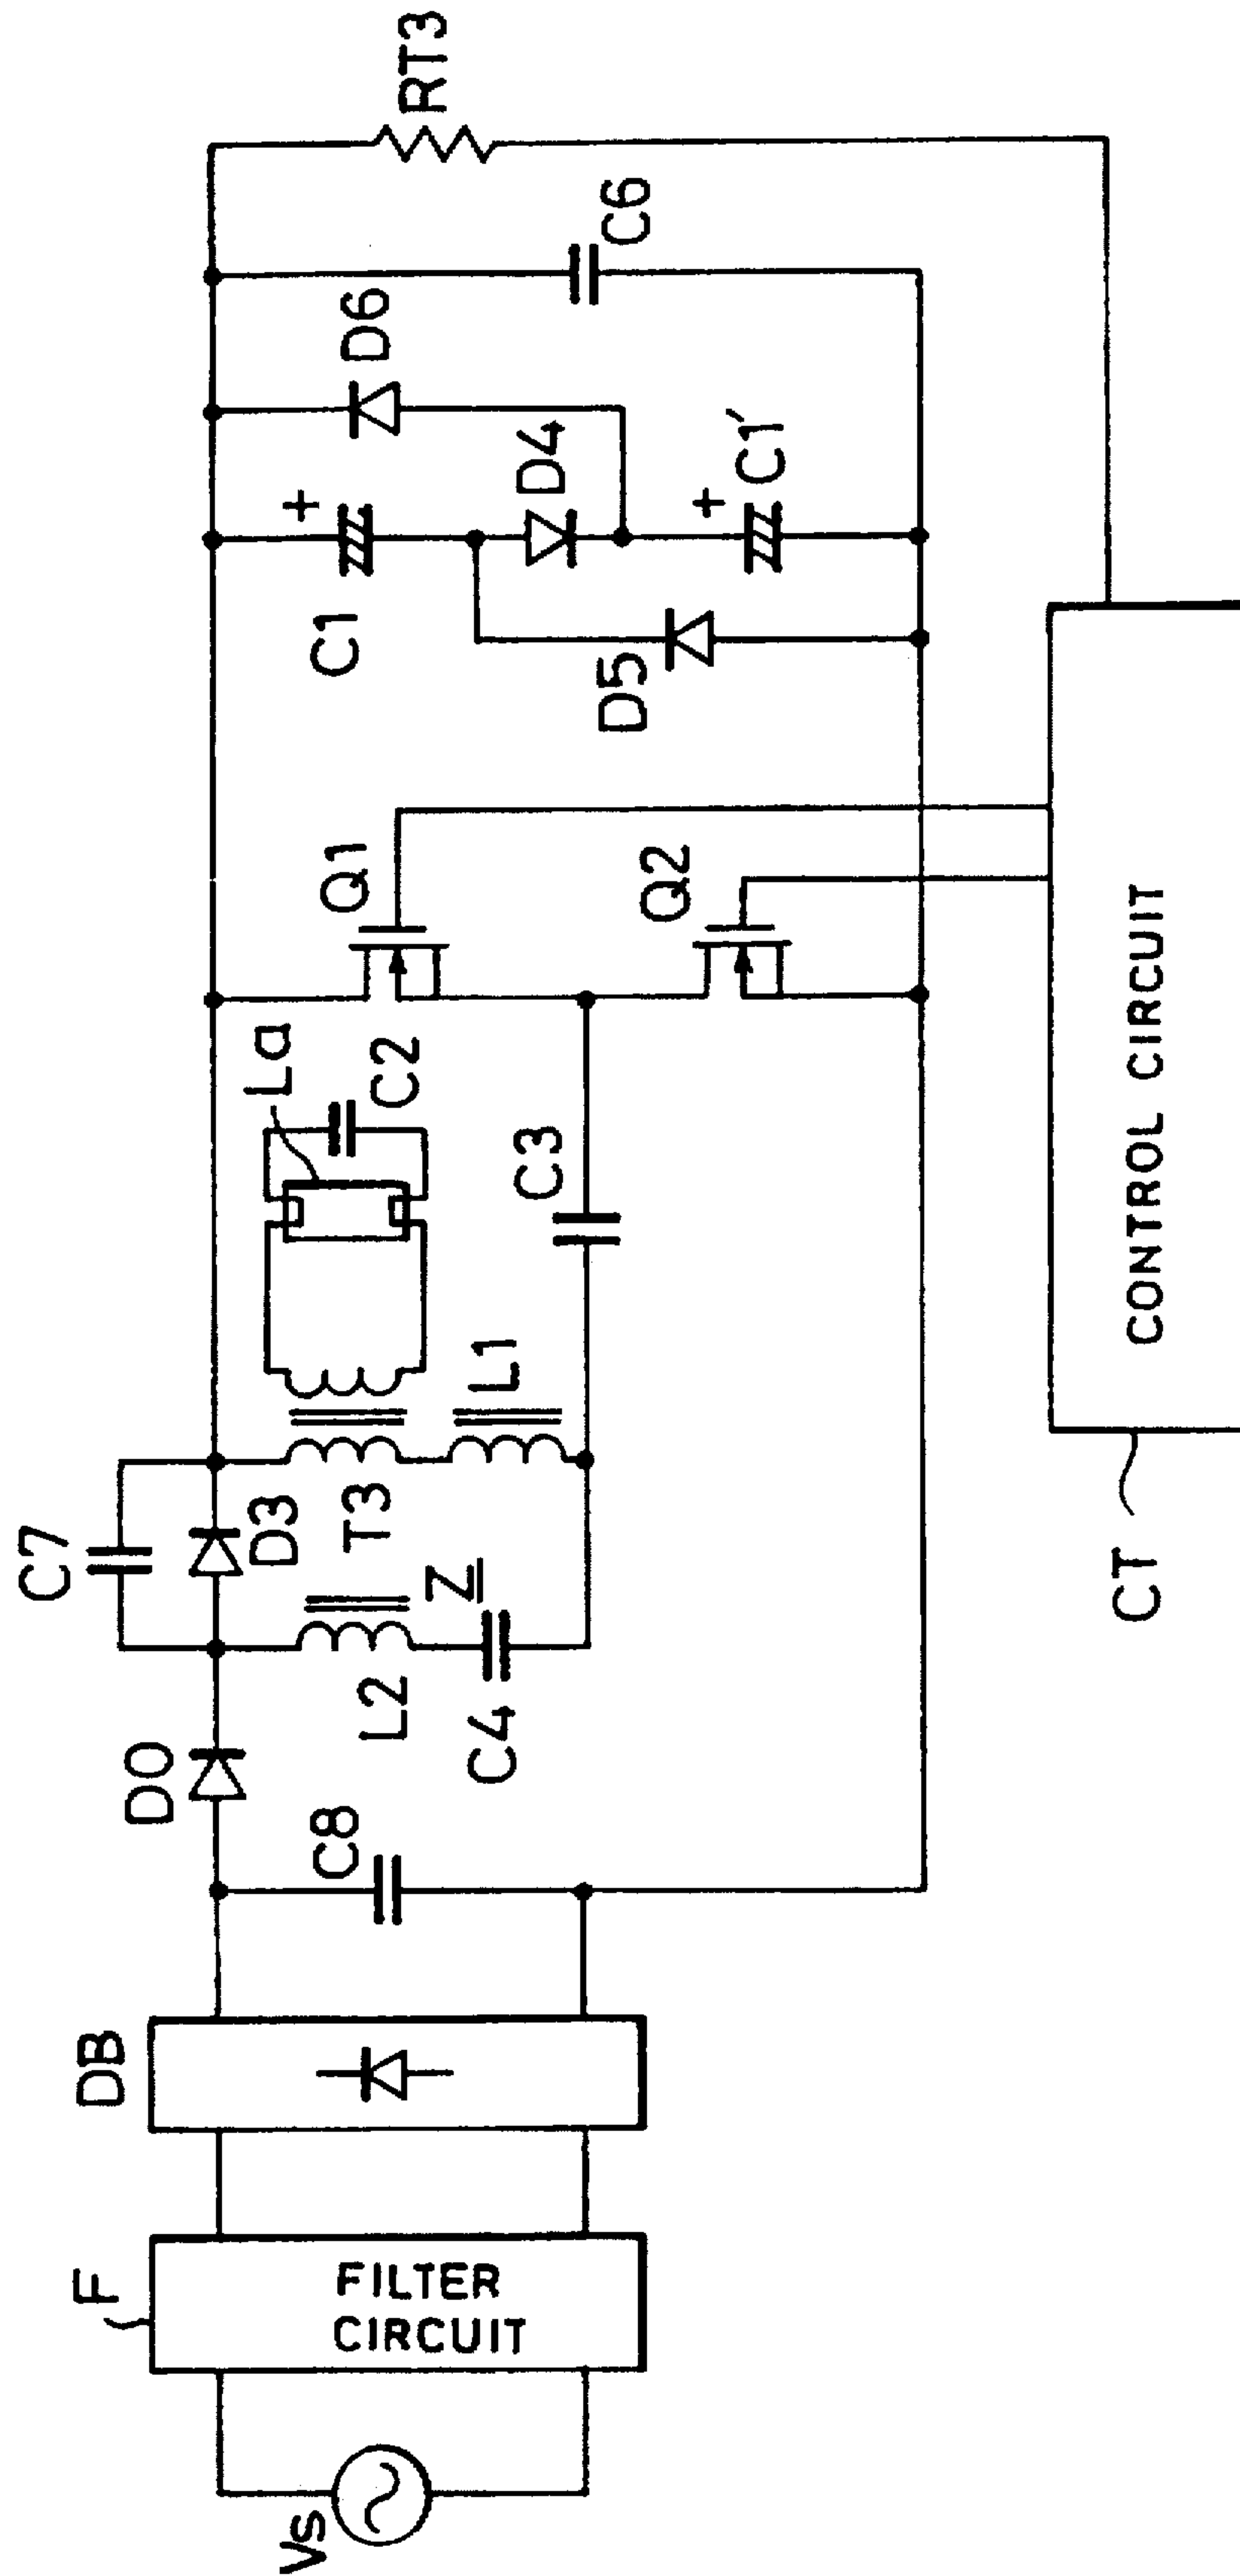 Vs
F
FILTER
CIRCUIT
DB
C8
D0
C7
D3
L2
Z
C4
T3
L1
La
C2
C3
Q1
Q2
C1
+
D4
D5
D6
C1′
+
C6
RT3
CT
CONTROL CIRCUIT